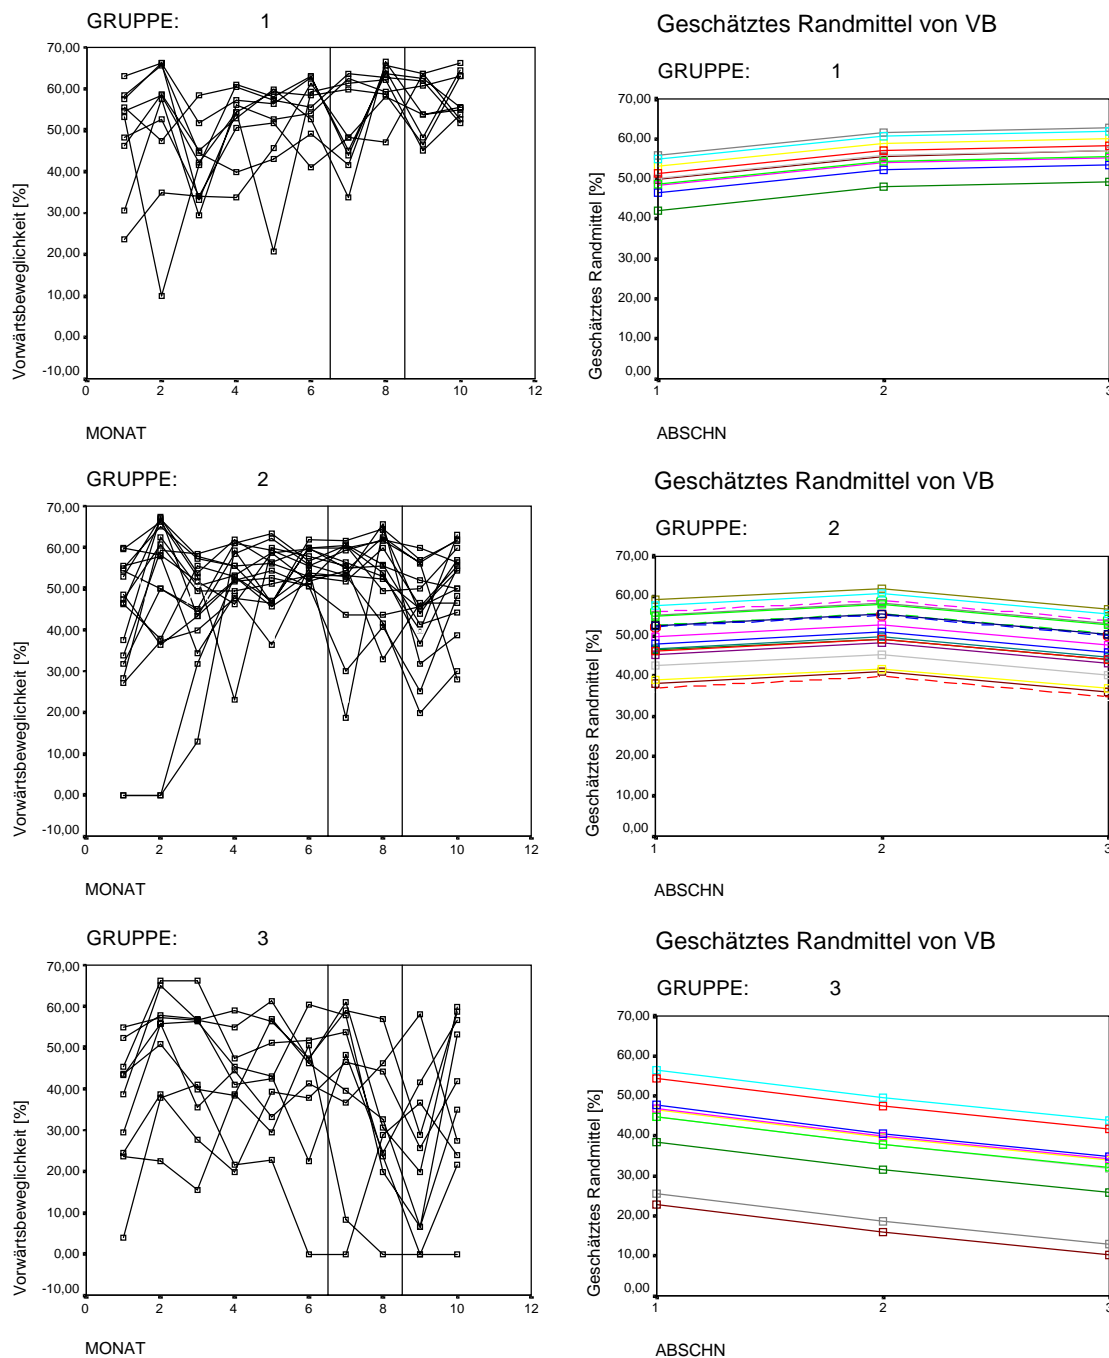 GRUPPE: 1
Vorwärtsbeweglichkeit [%]
70,00
60,00
50,00
40,00
30,00
20,00
10,00
0,00
-10,00
0 2 4 6 8 10 12
MONAT
Geschätztes Randmittel von VB
GRUPPE: 1
Geschätztes Randmittel [%]
70,00
60,00
50,00
40,00
30,00
20,00
10,00
0,00
1 2 3
ABSCHN
GRUPPE: 2
Vorwärtsbeweglichkeit [%]
70,00
60,00
50,00
40,00
30,00
20,00
10,00
0,00
-10,00
0 2 4 6 8 10 12
MONAT
Geschätztes Randmittel von VB
GRUPPE: 2
Geschätztes Randmittel [%]
70,00
60,00
50,00
40,00
30,00
20,00
10,00
0,00
1 2 3
ABSCHN
GRUPPE: 3
Vorwärtsbeweglichkeit [%]
70,00
60,00
50,00
40,00
30,00
20,00
10,00
0,00
-10,00
0 2 4 6 8 10 12
MONAT
Geschätztes Randmittel von VB
GRUPPE: 3
Geschätztes Randmittel [%]
70,00
60,00
50,00
40,00
30,00
20,00
10,00
0,00
1 2 3
ABSCHN